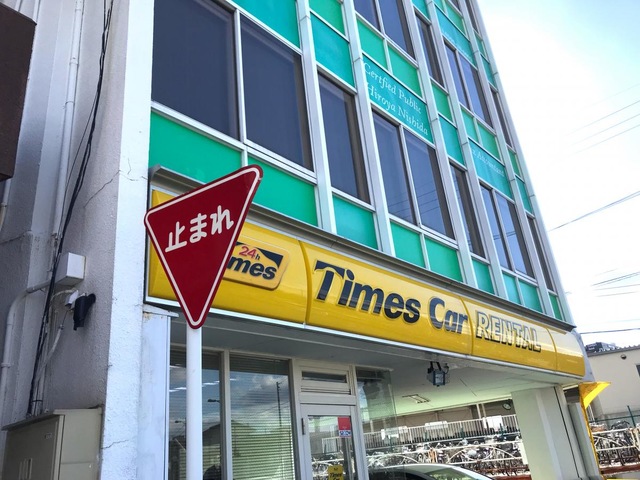 Certified Public
Hiroya Nishida
止まれ
24h
Times
Times Car RENTAL